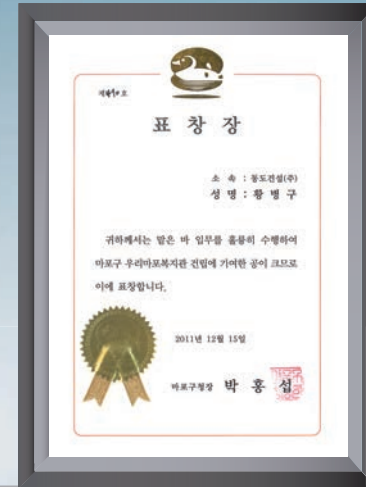 표 창 장
소 속 : 동도건설(주)
성 명 : 황 병 구
귀하께서는 맡은 바 임무를 훌륭히 수행하여
마포구 우리마포복지관 건립에 기여한 공이 크므로
이에 표창합니다.
2011년 12월 15일
마포구청장 박 홍 섭